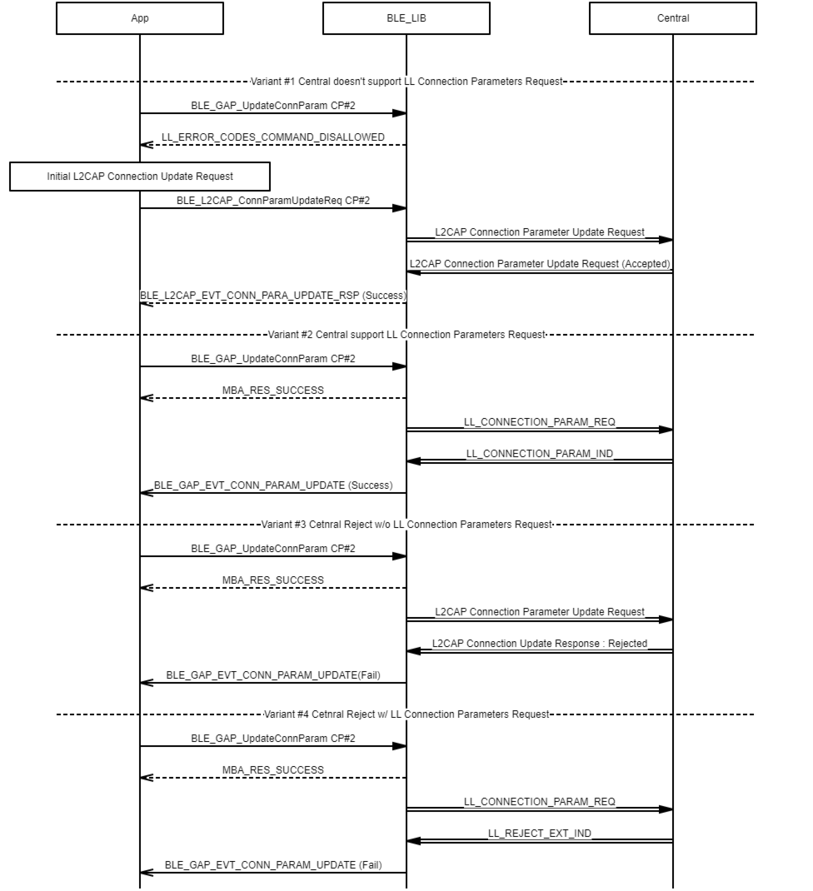 App
BLE_LIB
Central
Variant #1 Central doesn't support LL Connection Parameters Request
BLE_GAP_UpdateConnParam CP#2
LL_ERROR_CODES_COMMAND_DISALLOWED
Initial L2CAP Connection Update Request
BLE_L2CAP_ConnParamUpdateReq CP#2
L2CAP Connection Parameter Update Request
L2CAP Connection Parameter Update Request (Accepted)
BLE_L2CAP_EVT_CONN_PARA_UPDATE_RSP (Success)
Variant #2 Central support LL Connection Parameters Request
BLE_GAP_UpdateConnParam CP#2
MBA_RES_SUCCESS
LL_CONNECTION_PARAM_REQ
LL_CONNECTION_PARAM_IND
BLE_GAP_EVT_CONN_PARAM_UPDATE (Success)
Variant #3 Cetnral Reject w/o LL Connection Parameters Request
BLE_GAP_UpdateConnParam CP#2
MBA_RES_SUCCESS
L2CAP Connection Parameter Update Request
L2CAP Connection Update Response : Rejected
BLE_GAP_EVT_CONN_PARAM_UPDATE(Fail)
Variant #4 Cetnral Reject w/ LL Connection Parameters Request
BLE_GAP_UpdateConnParam CP#2
MBA_RES_SUCCESS
LL_CONNECTION_PARAM_REQ
LL_REJECT_EXT_IND
BLE_GAP_EVT_CONN_PARAM_UPDATE (Fail)